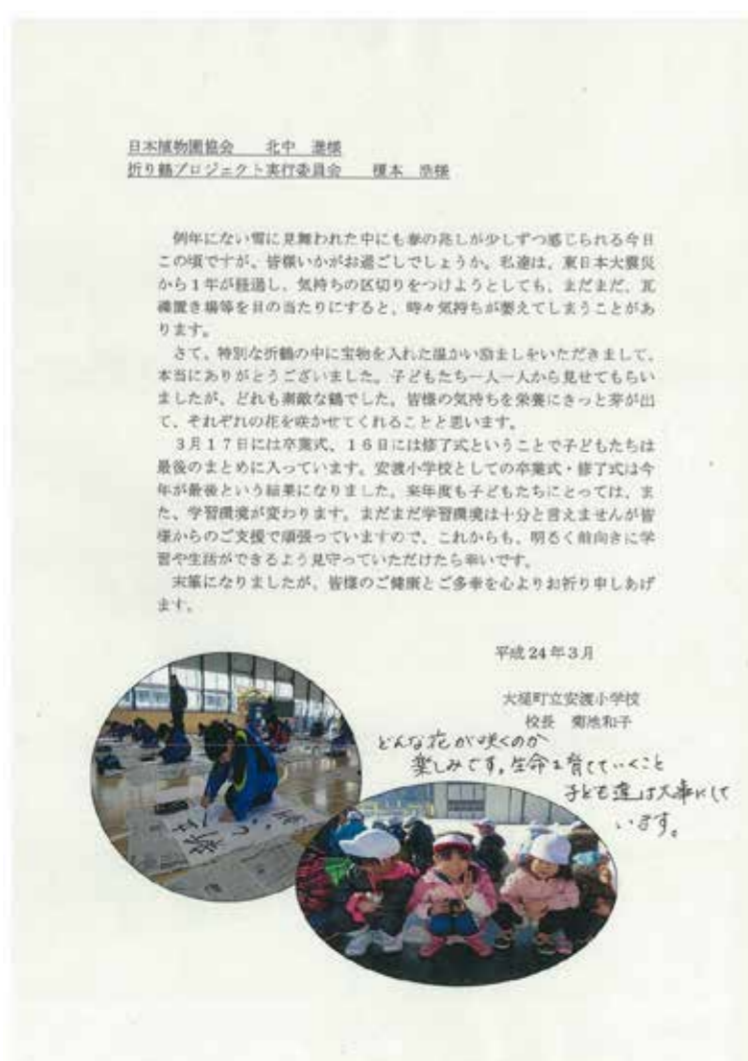 日本植物園協会　北中　進様
折り鶴プロジェクト実行委員会　榎本　浩様
例年にない雪に見舞われた中にも春の兆しが少しずつ感じられる今日
この頃ですが、皆様いかがお過ごしでしょうか。私達は、東日本大震災
から１年が経過し、気持ちの区切りをつけようとしても、まだまだ、瓦
礫置き場等を目の当たりにすると、時々気持ちが萎えてしまうことがあ
ります。
さて、特別な折鶴の中に宝物を入れた温かい励ましをいただきまして、
本当にありがとうございました。子どもたち一人一人から見せてもらい
ましたが、どれも素敵な鶴でした。皆様の気持ちを栄養にきっと芽が出
て、それぞれの花を咲かせてくれることと思います。
３月１７日には卒業式、１６日には修了式ということで子どもたちは
最後のまとめに入っています。安渡小学校としての卒業式・修了式は今
年が最後という結果になりました。来年度も子どもたちにとっては、ま
た、学習環境が変わります。まだまだ学習環境は十分と言えませんが皆
様からのご支援で頑張っていますので、これからも、明るく前向きに学
習や生活ができるよう見守っていただけたら幸いです。
末筆になりましたが、皆様のご健康とご多幸を心よりお祈り申しあげ
ます。
平成24年3月
大槌町立安渡小学校
校長　菊池和子
どんな花が咲くのか
楽しみです。生命を育てていくこと
子ども達は大事にして
います。